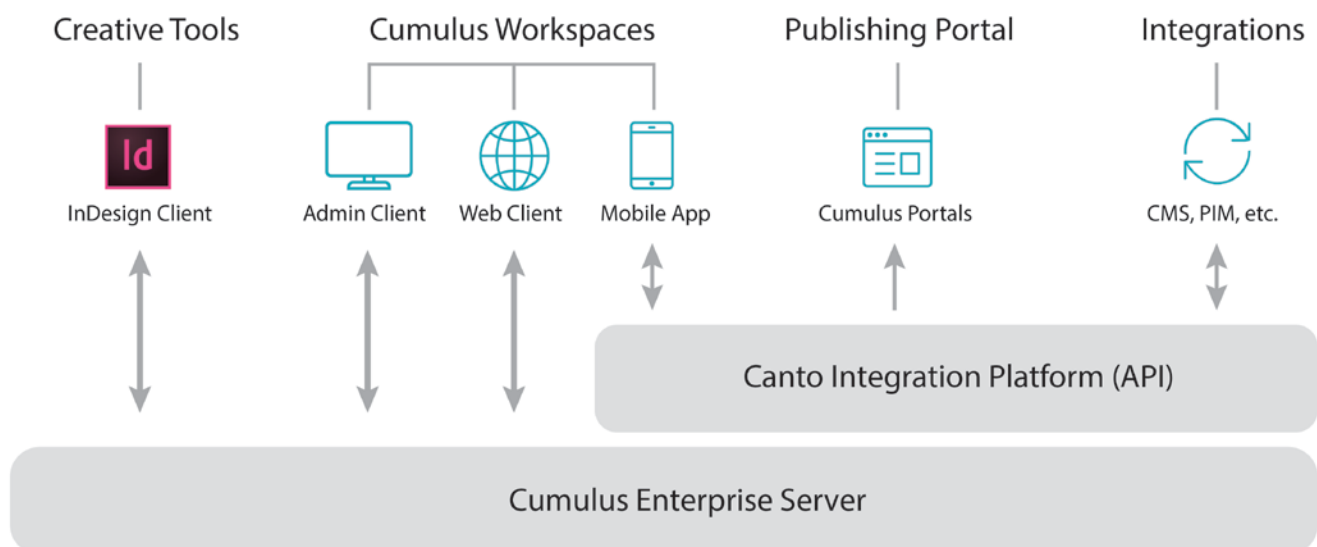 Creative Tools
Cumulus Workspaces
Publishing Portal
Integrations
Id
InDesign Client
Admin Client
Web Client
Mobile App
Cumulus Portals
CMS, PIM, etc.
Canto Integration Platform (API)
Cumulus Enterprise Server